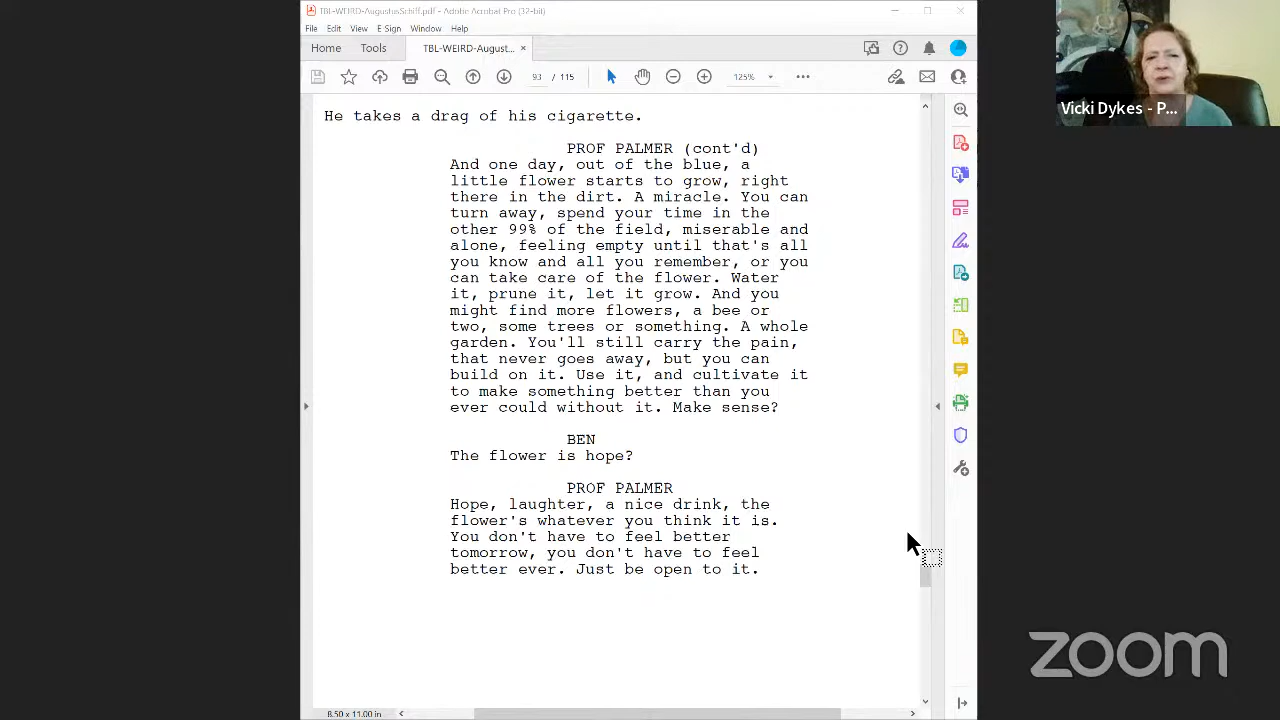 TBL-WEIRD-AugustusSchiff.pdf - Adobe Acrobat Pro (32-bit)
File Edit View E Sign Window Help
Home Tools TBL-WEIRD-August... ×
93 / 115 125%
He takes a drag of his cigarette.
PROF PALMER (cont'd)
And one day, out of the blue, a
little flower starts to grow, right
there in the dirt. A miracle. You can
turn away, spend your time in the
other 99% of the field, miserable and
alone, feeling empty until that's all
you know and all you remember, or you
can take care of the flower. Water
it, prune it, let it grow. And you
might find more flowers, a bee or
two, some trees or something. A whole
garden. You'll still carry the pain,
that never goes away, but you can
build on it. Use it, and cultivate it
to make something better than you
ever could without it. Make sense?
BEN
The flower is hope?
PROF PALMER
Hope, laughter, a nice drink, the
flower's whatever you think it is.
You don't have to feel better
tomorrow, you don't have to feel
better ever. Just be open to it.
8.50 x 11.00 in
Vicki Dykes - P...
zoom